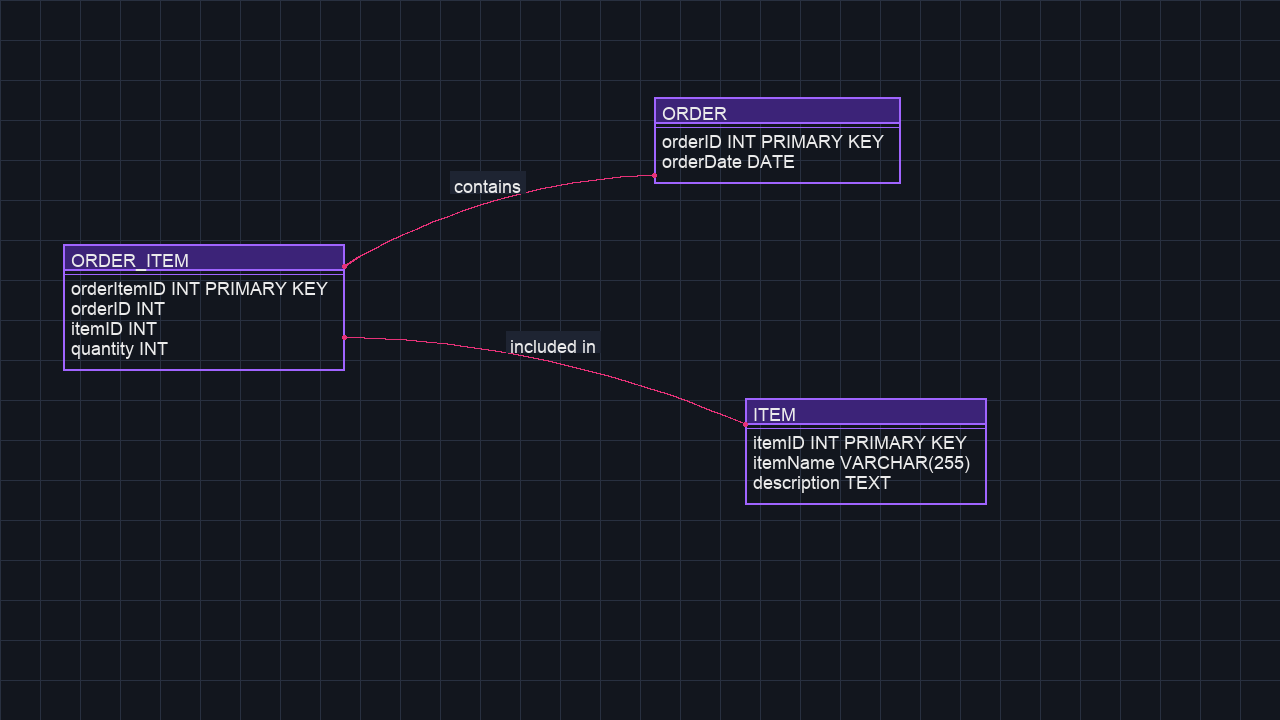 ORDER
orderID INT PRIMARY KEY
orderDate DATE
contains
ORDER_ITEM
orderItemID INT PRIMARY KEY
orderID INT
itemID INT
quantity INT
included in
ITEM
itemID INT PRIMARY KEY
itemName VARCHAR(255)
description TEXT